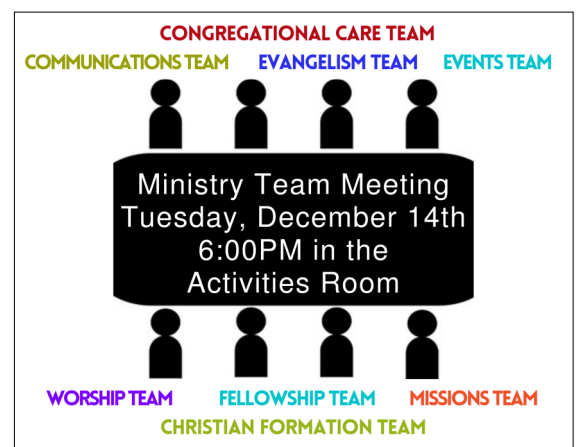 CONGREGATIONAL CARE TEAM
COMMUNICATIONS TEAM EVANGELISM TEAM EVENTS TEAM
Ministry Team Meeting
Tuesday, December 14th
6:00PM in the
Activities Room
WORSHIP TEAM FELLOWSHIP TEAM MISSIONS TEAM
CHRISTIAN FORMATION TEAM